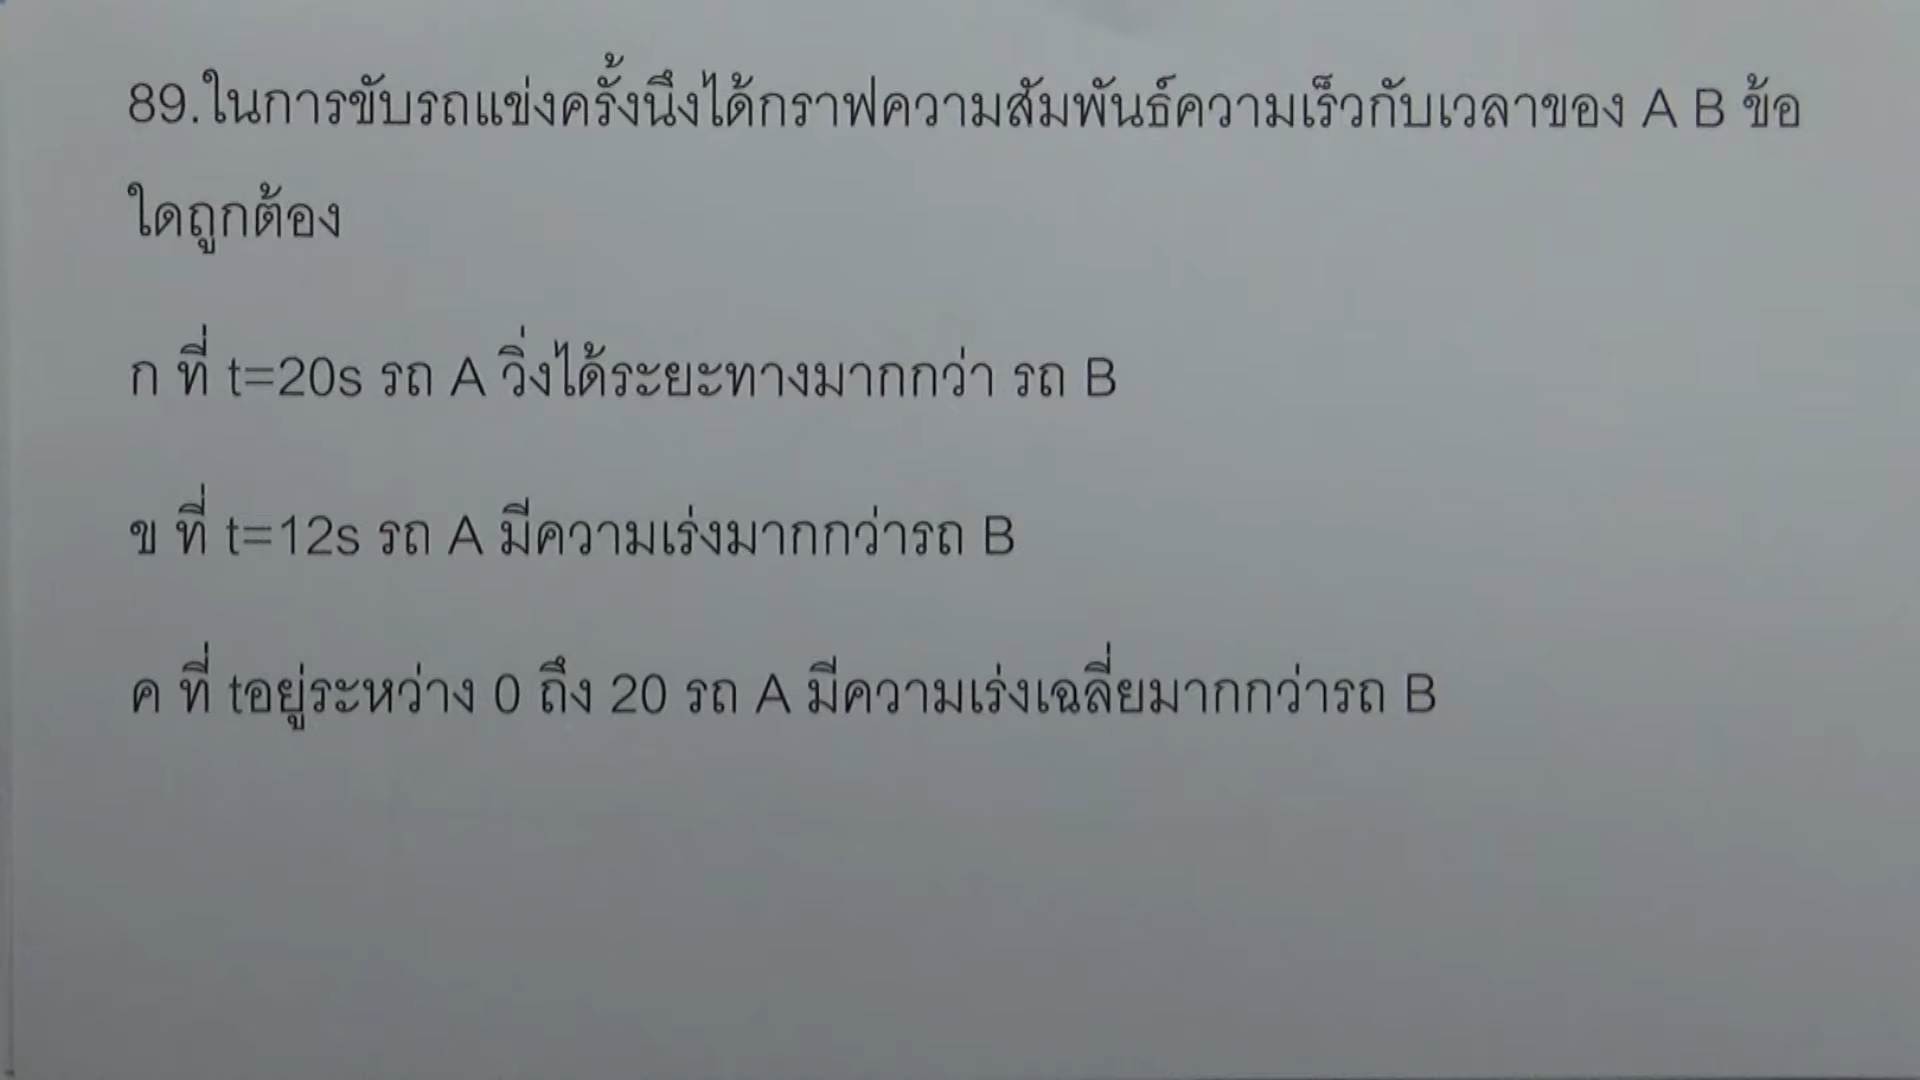 89.ในการขับรถแข่งครั้งนึงได้กราฟความสัมพันธ์ความเร็วกับเวลาของ A B ข้อ
ใดถูกต้อง
ก ที่ t=20s รถ A วิ่งได้ระยะทางมากกว่า รถ B
ข ที่ t=12s รถ A มีความเร่งมากกว่ารถ B
ค ที่ tอยู่ระหว่าง 0 ถึง 20 รถ A มีความเร่งเฉลี่ยมากกว่ารถ B